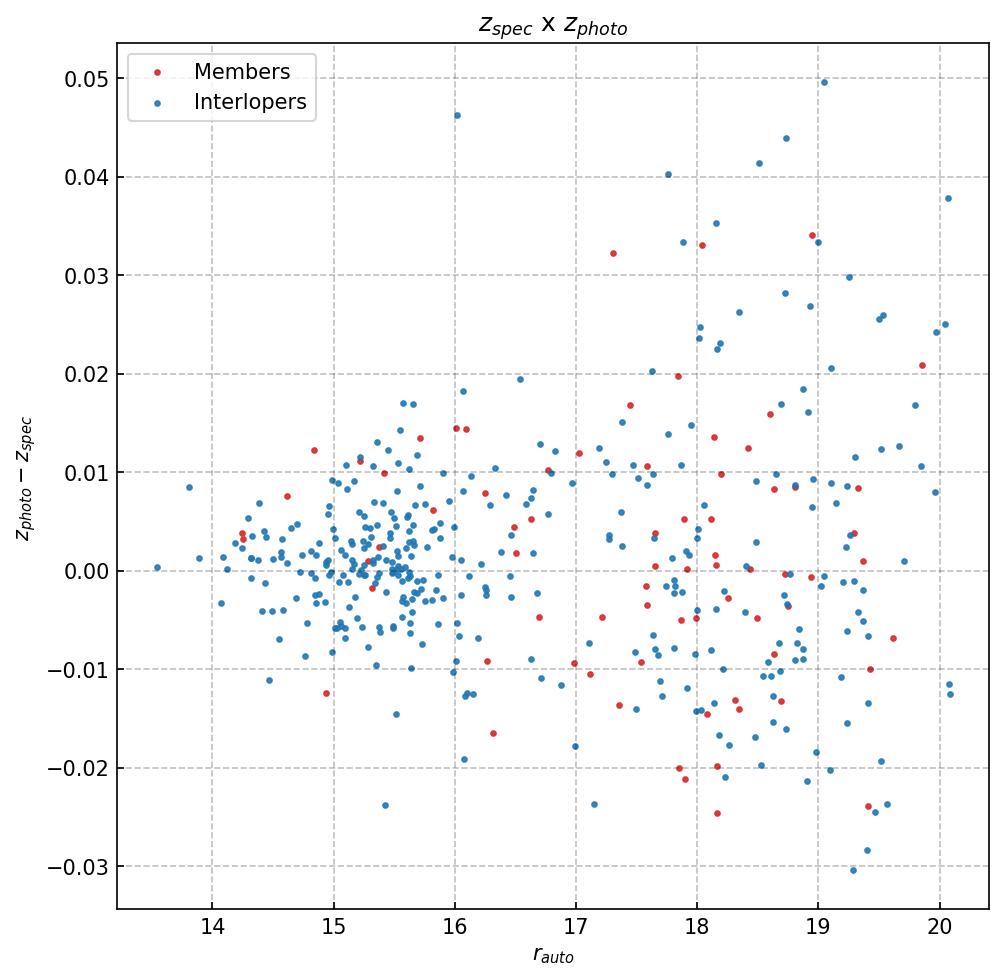 z_spec x z_photo
Members
Interlopers
0.05
0.04
0.03
0.02
0.01
0.00
−0.01
−0.02
−0.03
z_photo − z_spec
14 15 16 17 18 19 20
r_auto